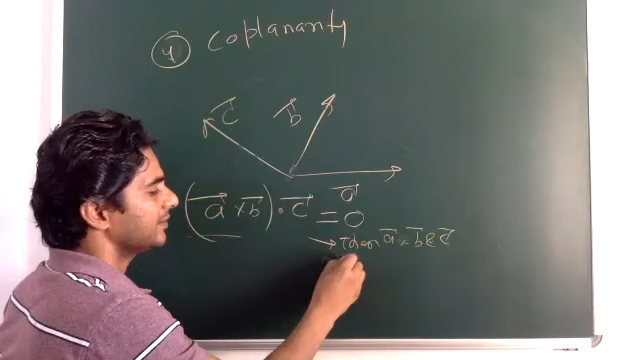 4 Coplanarity
c⃗ b⃗
a⃗
(a⃗ × b⃗) · c⃗ = 0
→ Then a⃗, b⃗ & c⃗